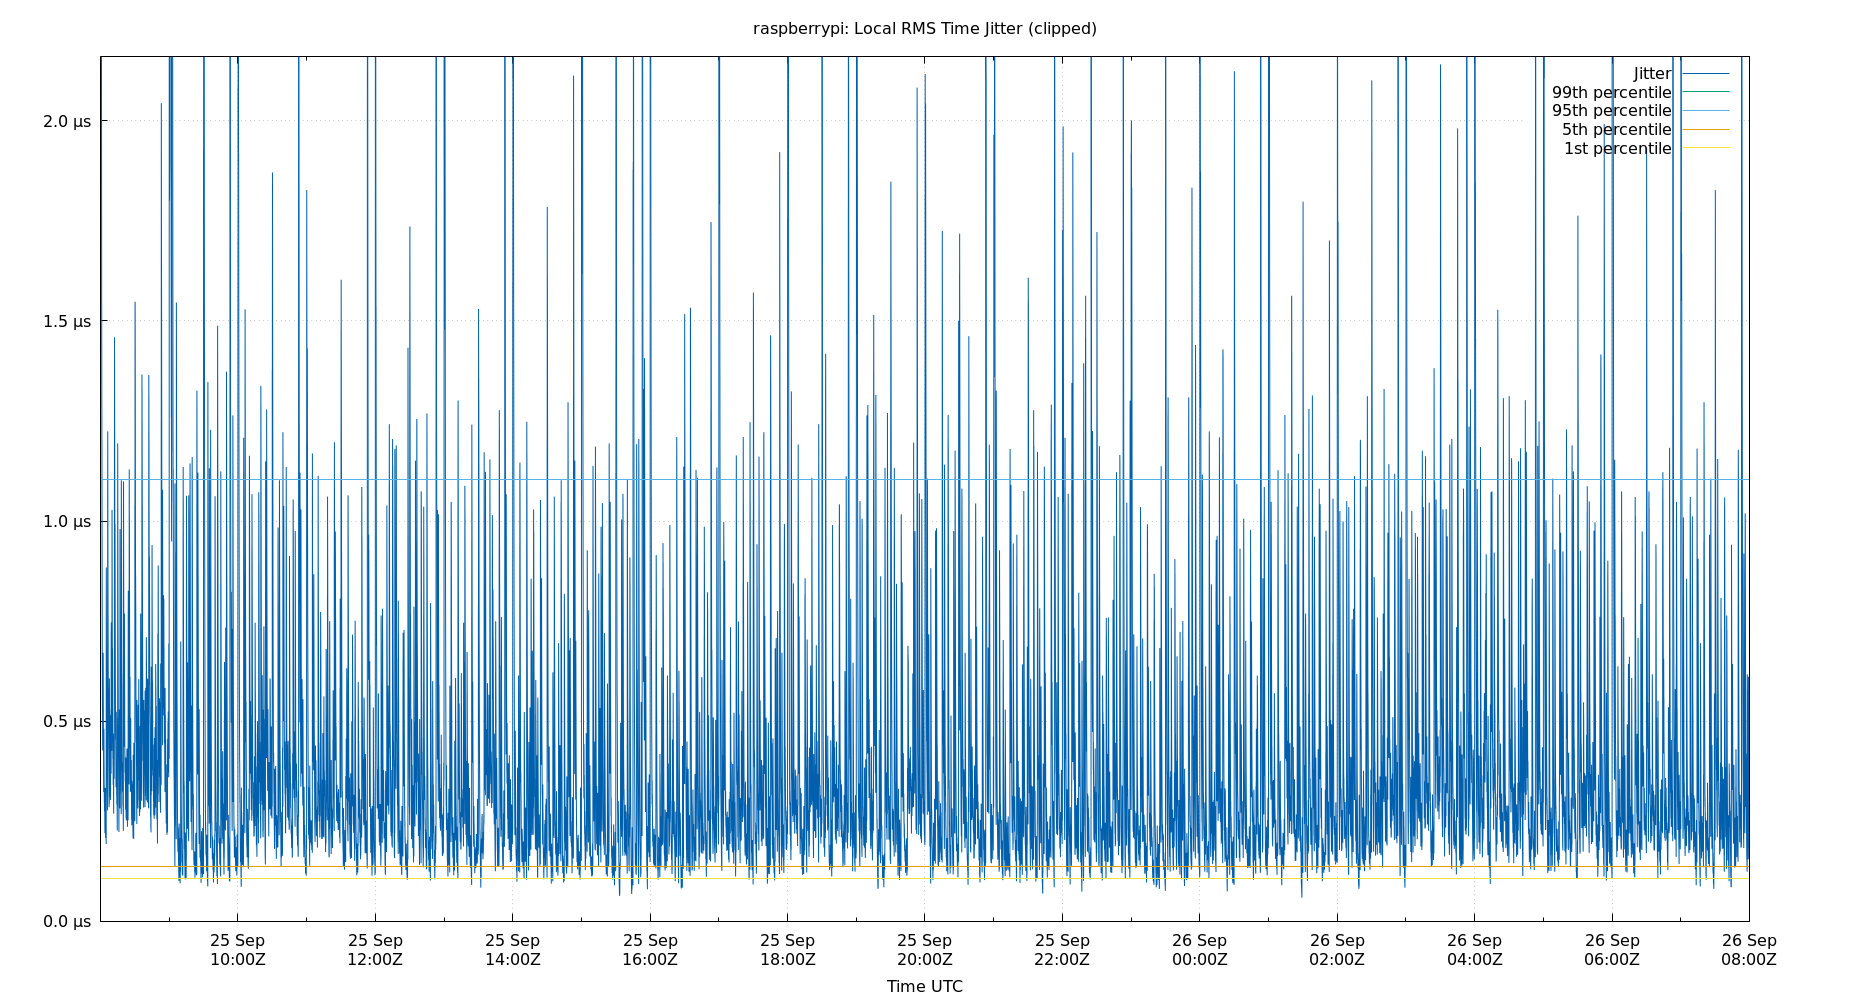 raspberrypi: Local RMS Time Jitter (clipped)
Jitter
99th percentile
95th percentile
5th percentile
1st percentile
2.0 µs
1.5 µs
1.0 µs
0.5 µs
0.0 µs
25 Sep 25 Sep 25 Sep 25 Sep 25 Sep 25 Sep 25 Sep 26 Sep 26 Sep 26 Sep 26 Sep 26 Sep
10:00Z 12:00Z 14:00Z 16:00Z 18:00Z 20:00Z 22:00Z 00:00Z 02:00Z 04:00Z 06:00Z 08:00Z
Time UTC